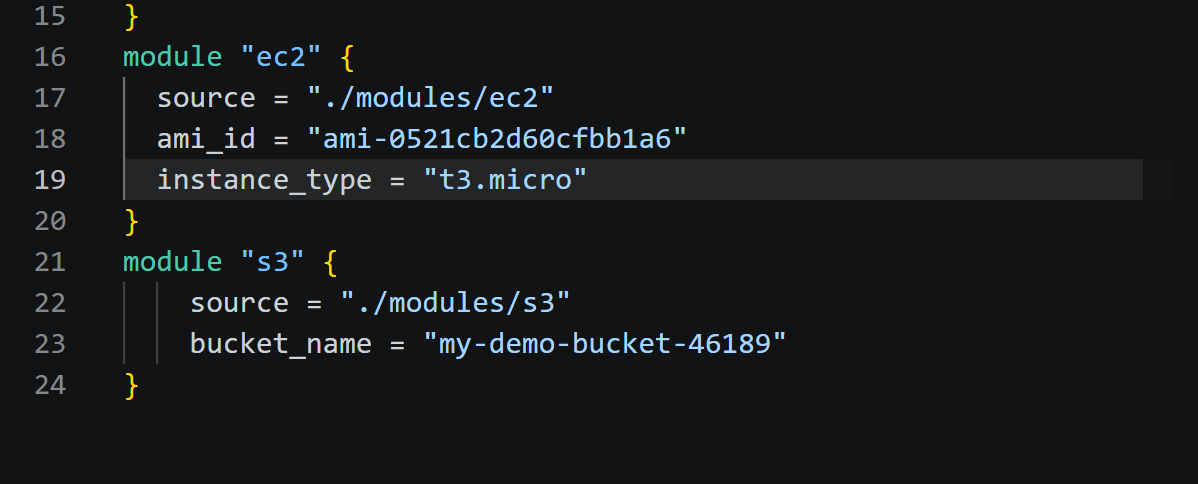 15 }
16 module "ec2" {
17 source = "./modules/ec2"
18 ami_id = "ami-0521cb2d60cfbb1a6"
19 instance_type = "t3.micro"
20 }
21 module "s3" {
22 source = "./modules/s3"
23 bucket_name = "my-demo-bucket-46189"
24 }